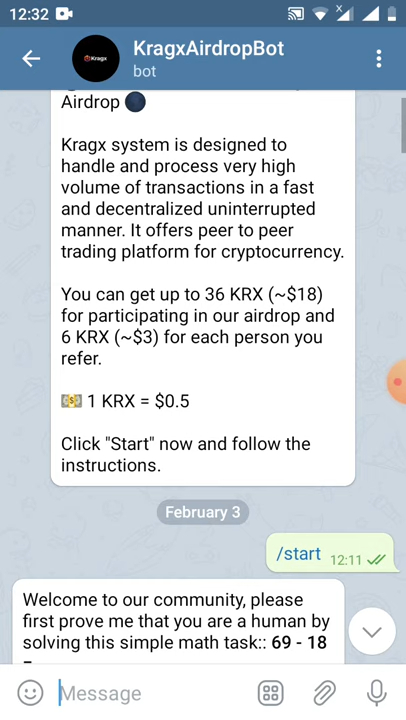 12:32
KragxAirdropBot
bot
Kragx
Airdrop
Kragx system is designed to
handle and process very high
volume of transactions in a fast
and decentralized uninterrupted
manner. It offers peer to peer
trading platform for cryptocurrency.
You can get up to 36 KRX (~$18)
for participating in our airdrop and
6 KRX (~$3) for each person you
refer.
1 KRX = $0.5
Click "Start" now and follow the
instructions.
February 3
/start 12:11
Welcome to our community, please
first prove me that you are a human by
solving this simple math task:: 69 - 18
Message